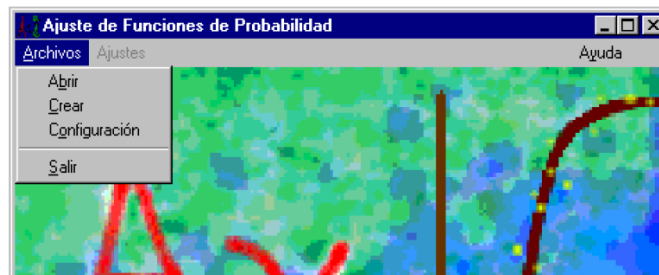 Ajuste de Funciones de Probabilidad
Archivos Ajustes Ayuda
Abrir
Crear
Configuración
Salir